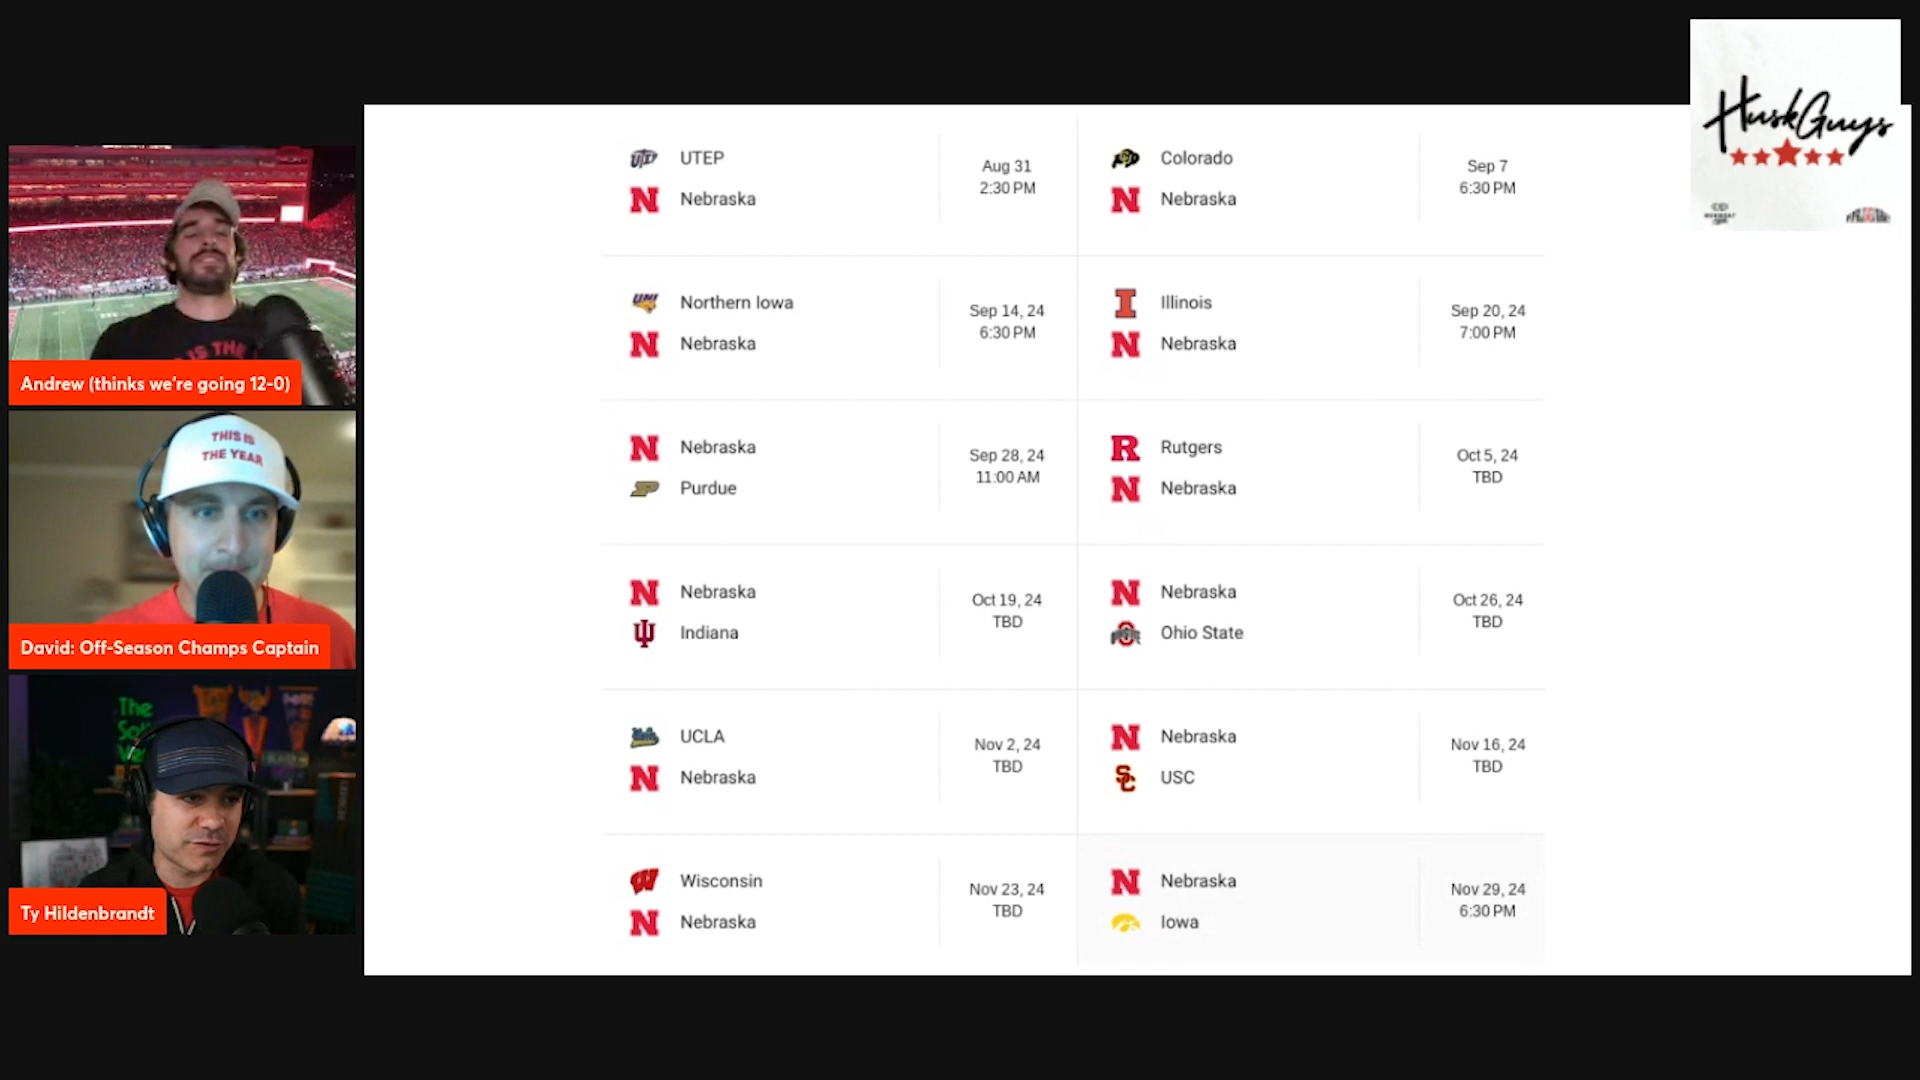 HuskGuys
UTEP
Nebraska
Aug 31
2:30 PM
Colorado
Nebraska
Sep 7
6:30 PM
Northern Iowa
Nebraska
Sep 14, 24
6:30 PM
Illinois
Nebraska
Sep 20, 24
7:00 PM
Nebraska
Purdue
Sep 28, 24
11:00 AM
Rutgers
Nebraska
Oct 5, 24
TBD
Nebraska
Indiana
Oct 19, 24
TBD
Nebraska
Ohio State
Oct 26, 24
TBD
UCLA
Nebraska
Nov 2, 24
TBD
Nebraska
USC
Nov 16, 24
TBD
Wisconsin
Nebraska
Nov 23, 24
TBD
Nebraska
Iowa
Nov 29, 24
6:30 PM
IS THE
Andrew (thinks we're going 12-0)
THIS IS
THE YEAR
David: Off-Season Champs Captain
The
Ty Hildenbrandt